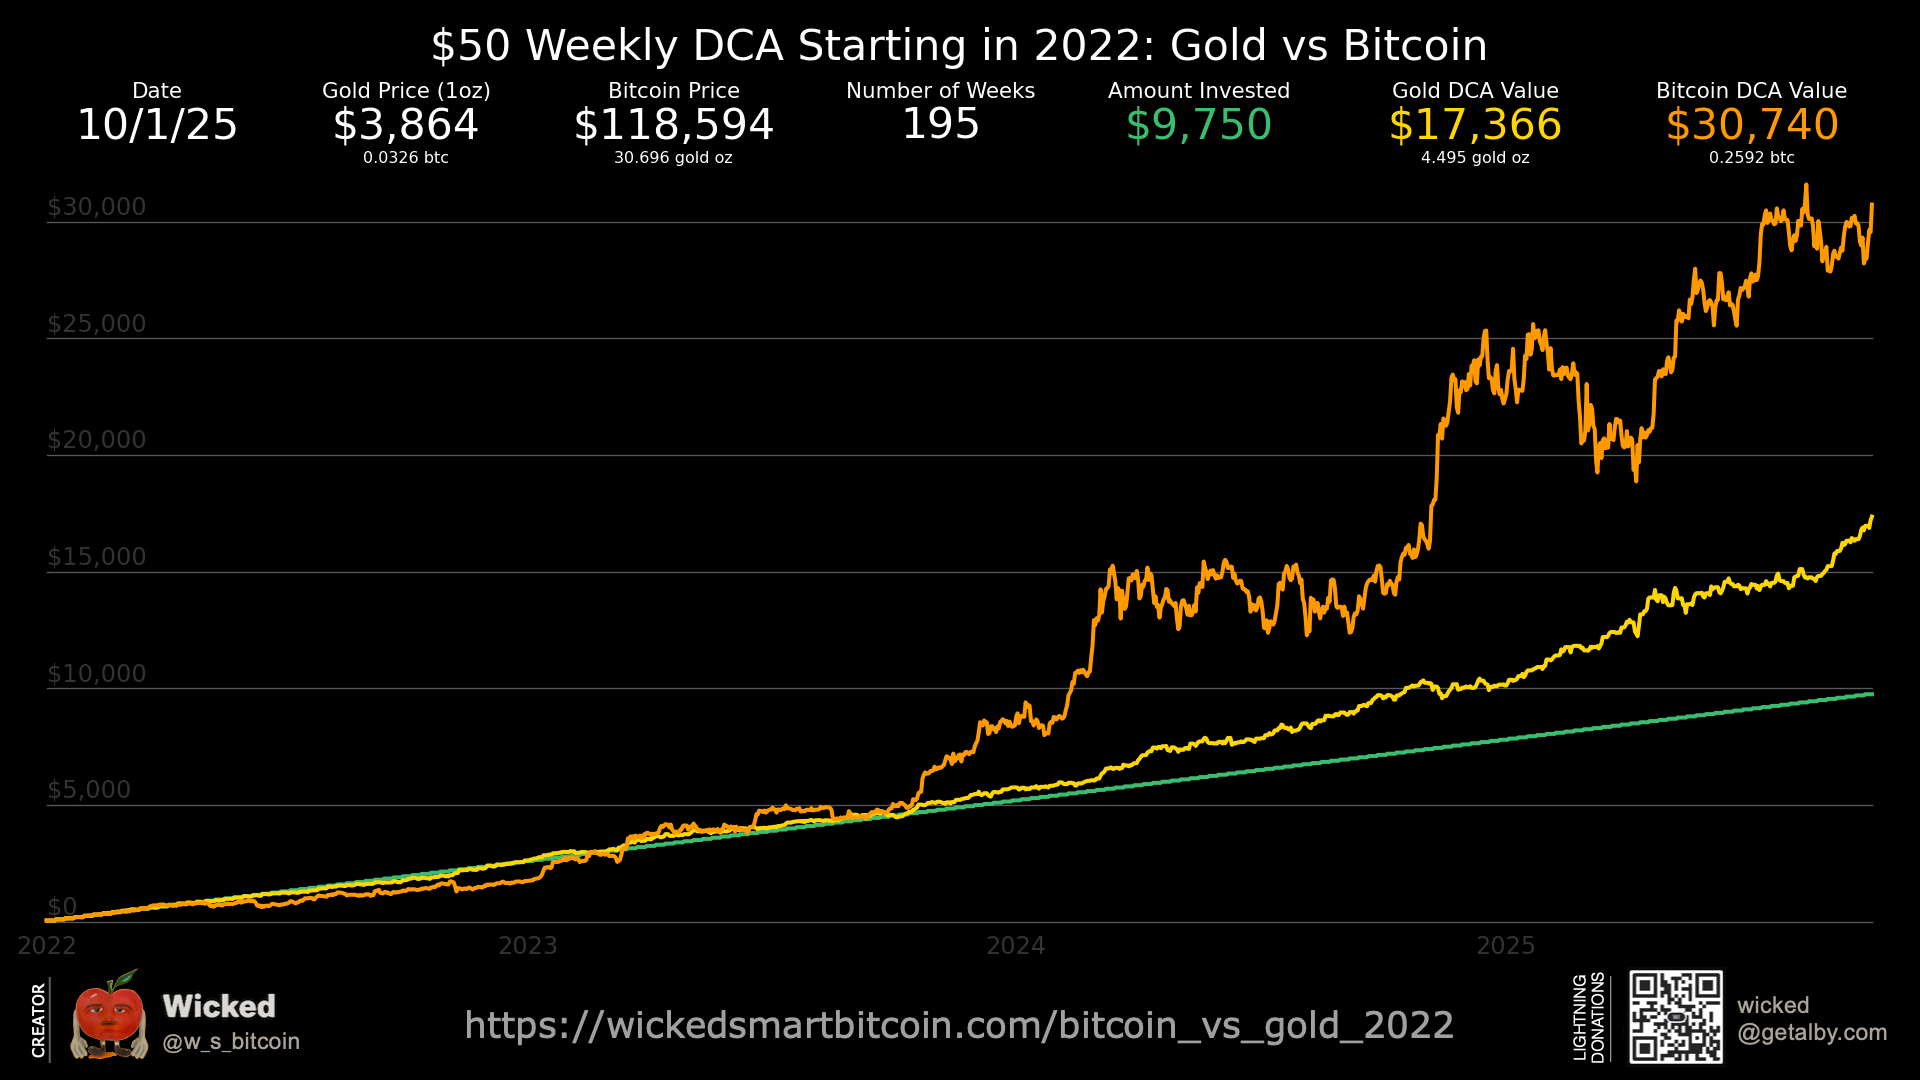 $50 Weekly DCA Starting in 2022: Gold vs Bitcoin
Date
10/1/25
Gold Price (1oz)
$3,864
0.0326 btc
Bitcoin Price
$118,594
30.696 gold oz
Number of Weeks
195
Amount Invested
$9,750
Gold DCA Value
$17,366
4.495 gold oz
Bitcoin DCA Value
$30,740
0.2592 btc
$30,000
$25,000
$20,000
$15,000
$10,000
$5,000
$0
2022
2023
2024
2025
CREATOR
Wicked
@w_s_bitcoin
https://wickedsmartbitcoin.com/bitcoin_vs_gold_2022
LIGHTNING
DONATIONS
wicked
@getalby.com